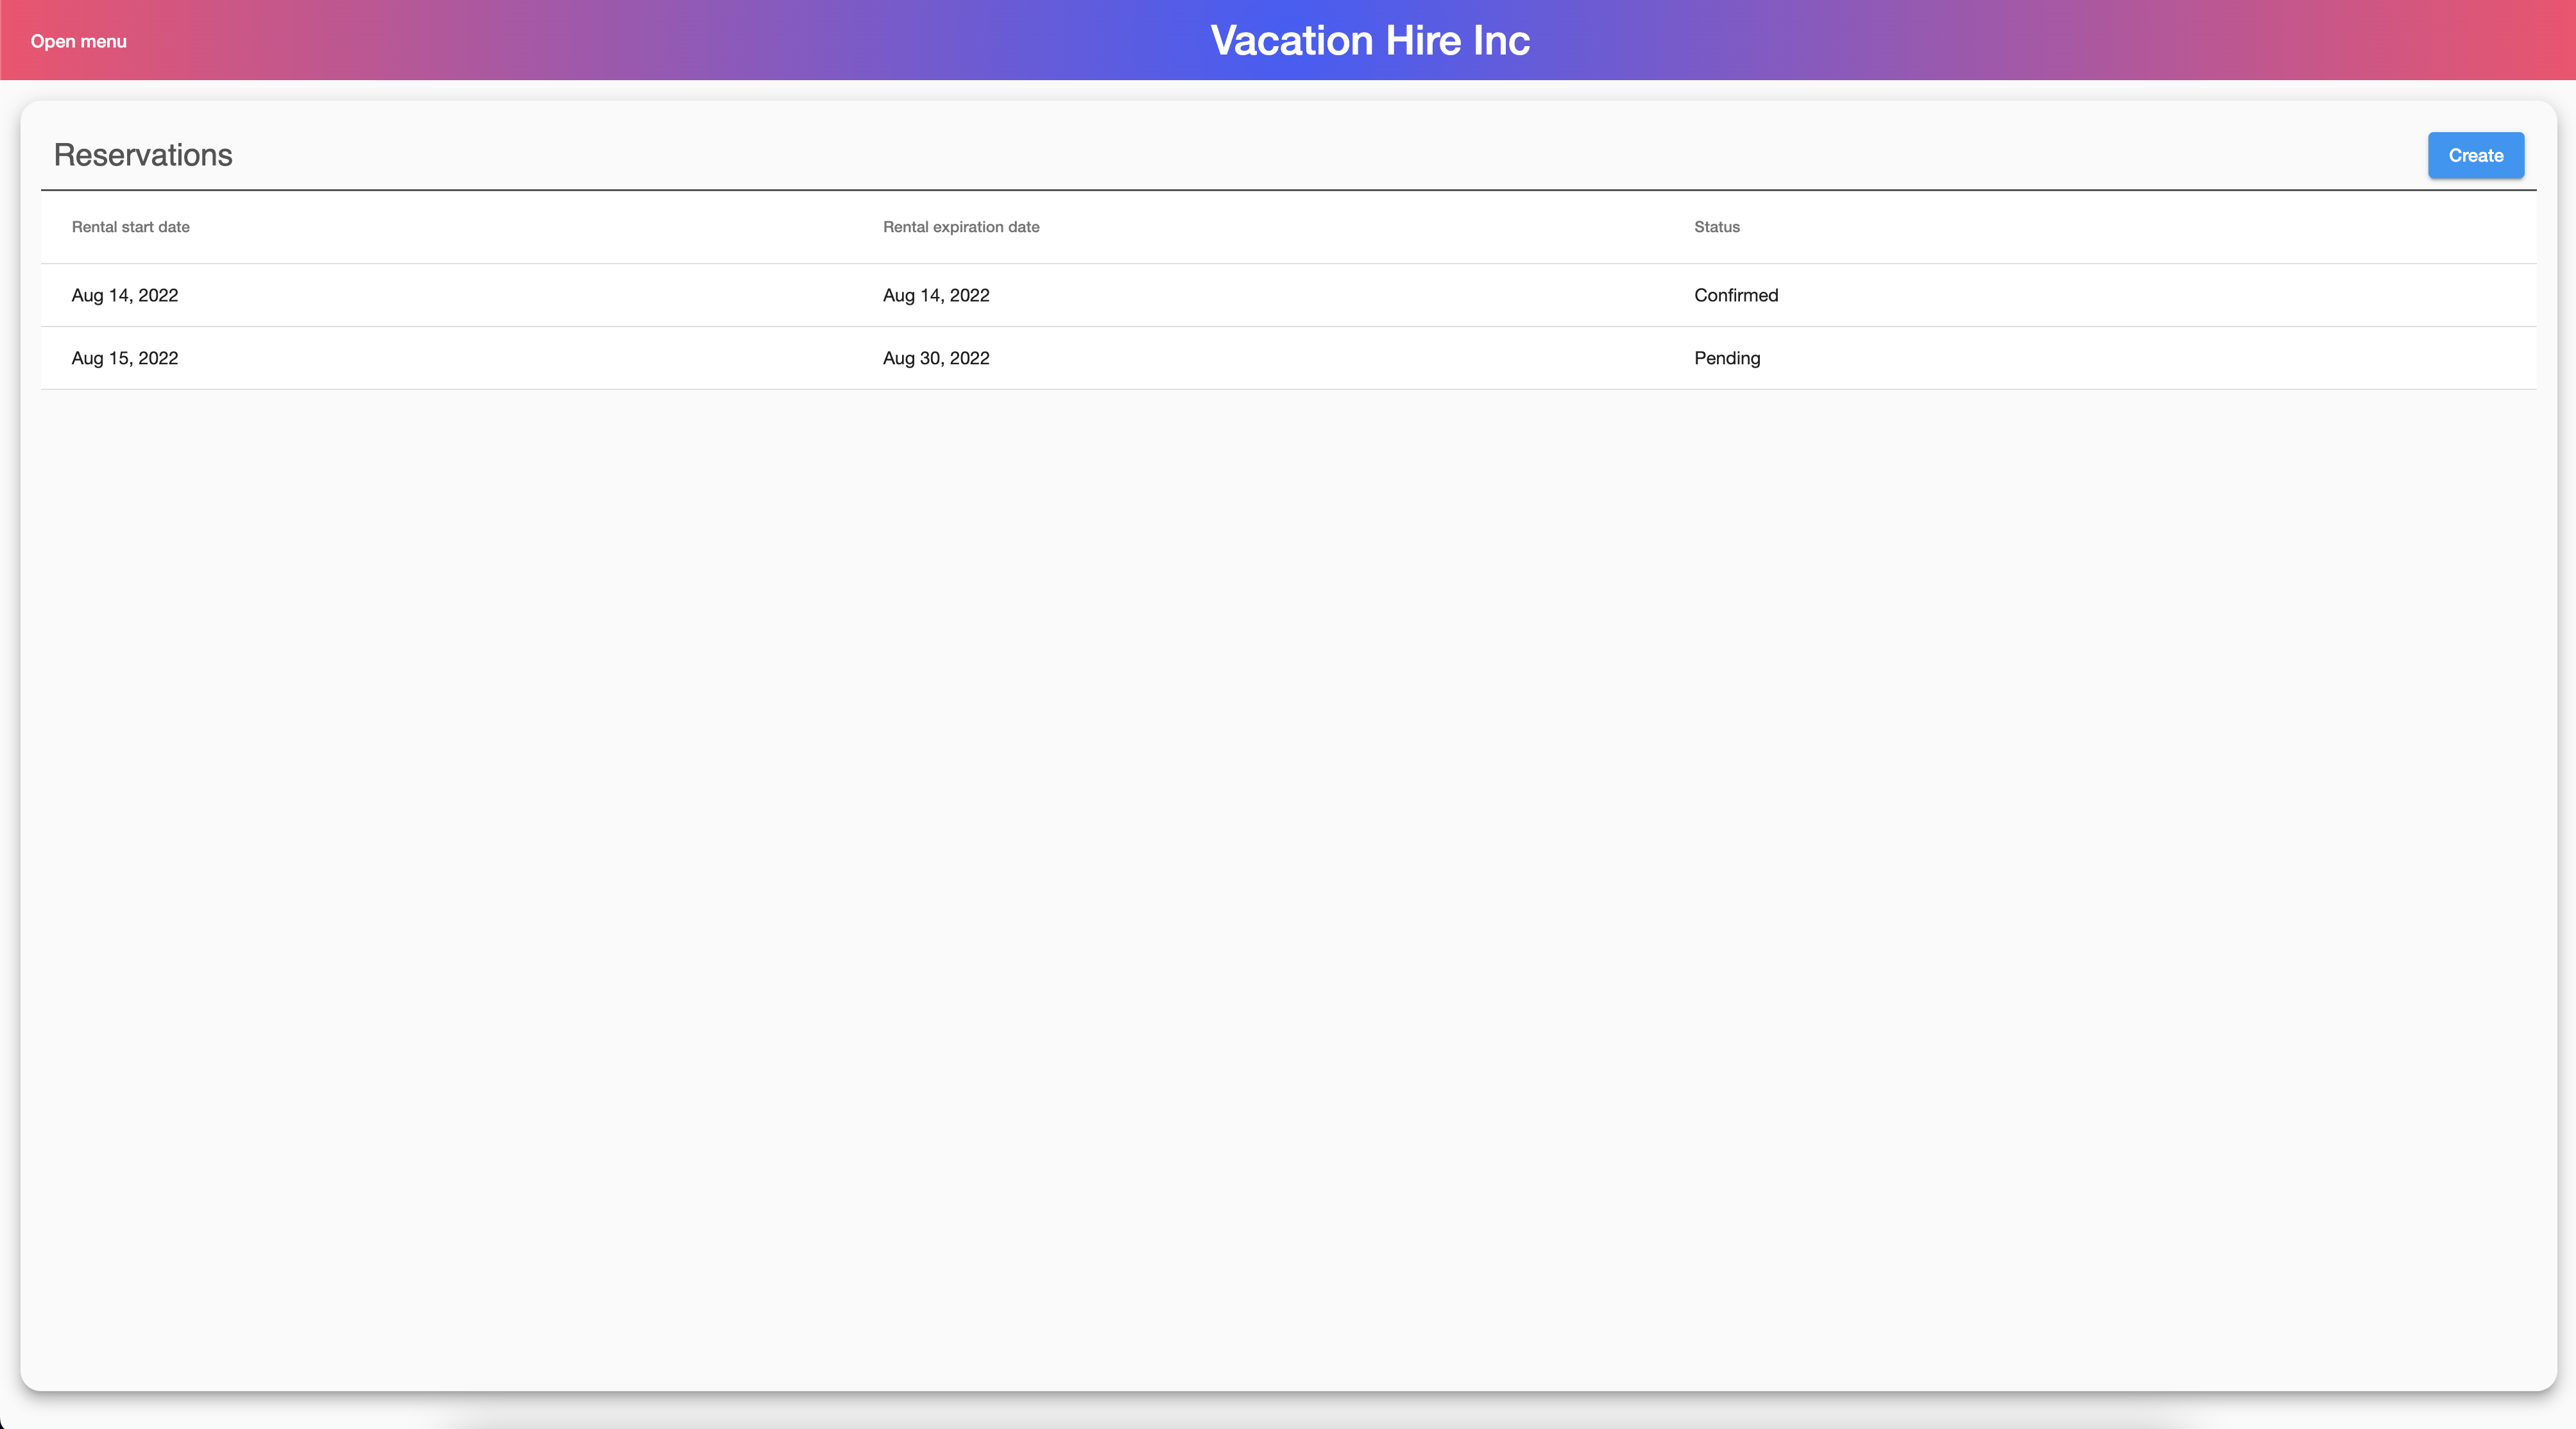 Open menu
Vacation Hire Inc
Reservations
Create
Rental start date Rental expiration date Status
Aug 14, 2022 Aug 14, 2022 Confirmed
Aug 15, 2022 Aug 30, 2022 Pending